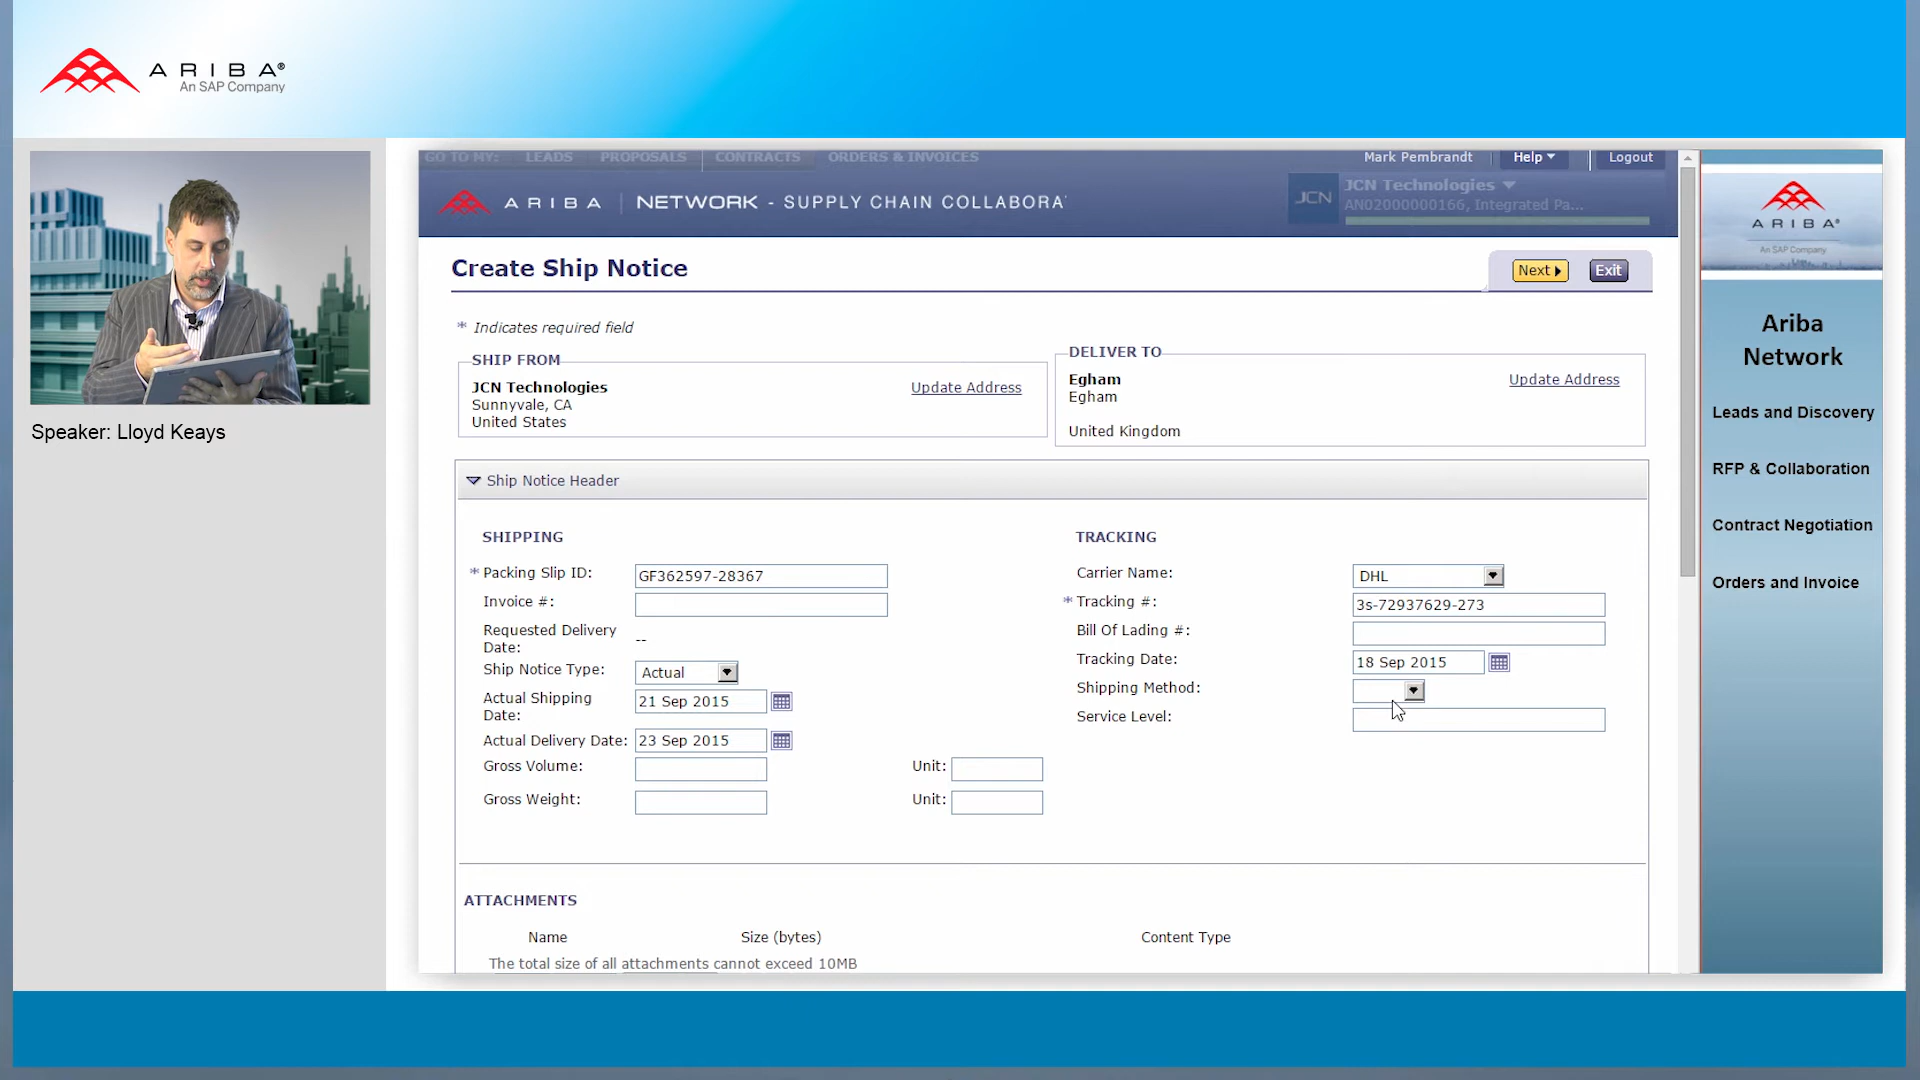 ARIBA®
An SAP Company
Speaker: Lloyd Keays
GO TO MY: LEADS PROPOSALS CONTRACTS ORDERS & INVOICES
Mark Pembrandt Help Logout
ARIBA | NETWORK - SUPPLY CHAIN COLLABORA
JCN
JCN Technologies
AN02000000166, Integrated Pa...
Create Ship Notice
Next Exit
* Indicates required field
SHIP FROM
JCN Technologies Update Address
Sunnyvale, CA
United States
DELIVER TO
Egham Update Address
Egham
United Kingdom
Ship Notice Header
SHIPPING
* Packing Slip ID: GF362597-28367
Invoice #:
Requested Delivery
Date: --
Ship Notice Type: Actual
Actual Shipping
Date: 21 Sep 2015
Actual Delivery Date: 23 Sep 2015
Gross Volume: Unit:
Gross Weight: Unit:
TRACKING
Carrier Name: DHL
* Tracking #: 3s-72937629-273
Bill Of Lading #:
Tracking Date: 18 Sep 2015
Shipping Method:
Service Level:
ATTACHMENTS
Name Size (bytes) Content Type
The total size of all attachments cannot exceed 10MB
ARIBA®
An SAP Company
Ariba
Network
Leads and Discovery
RFP & Collaboration
Contract Negotiation
Orders and Invoice